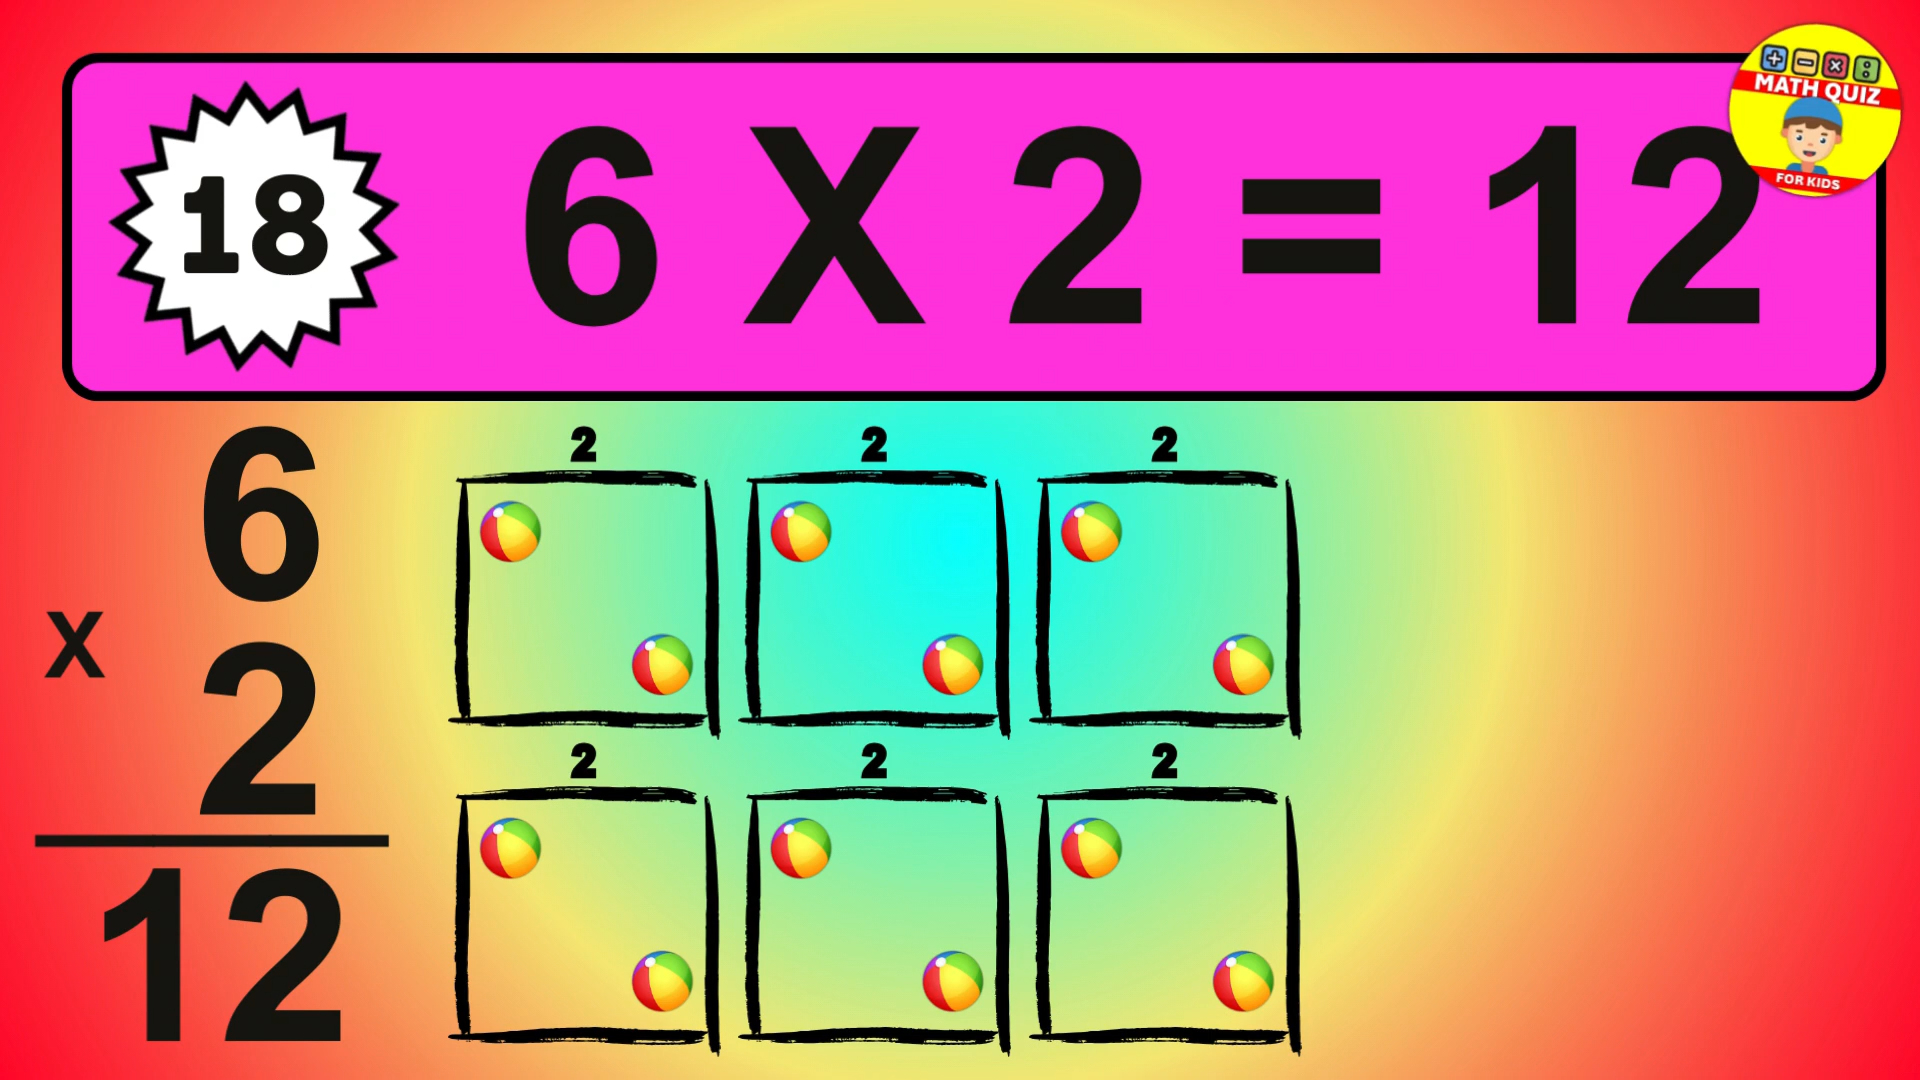 18 6 X 2 = 12
MATH QUIZ
FOR KIDS
6
x 2
12
2 2 2
2 2 2